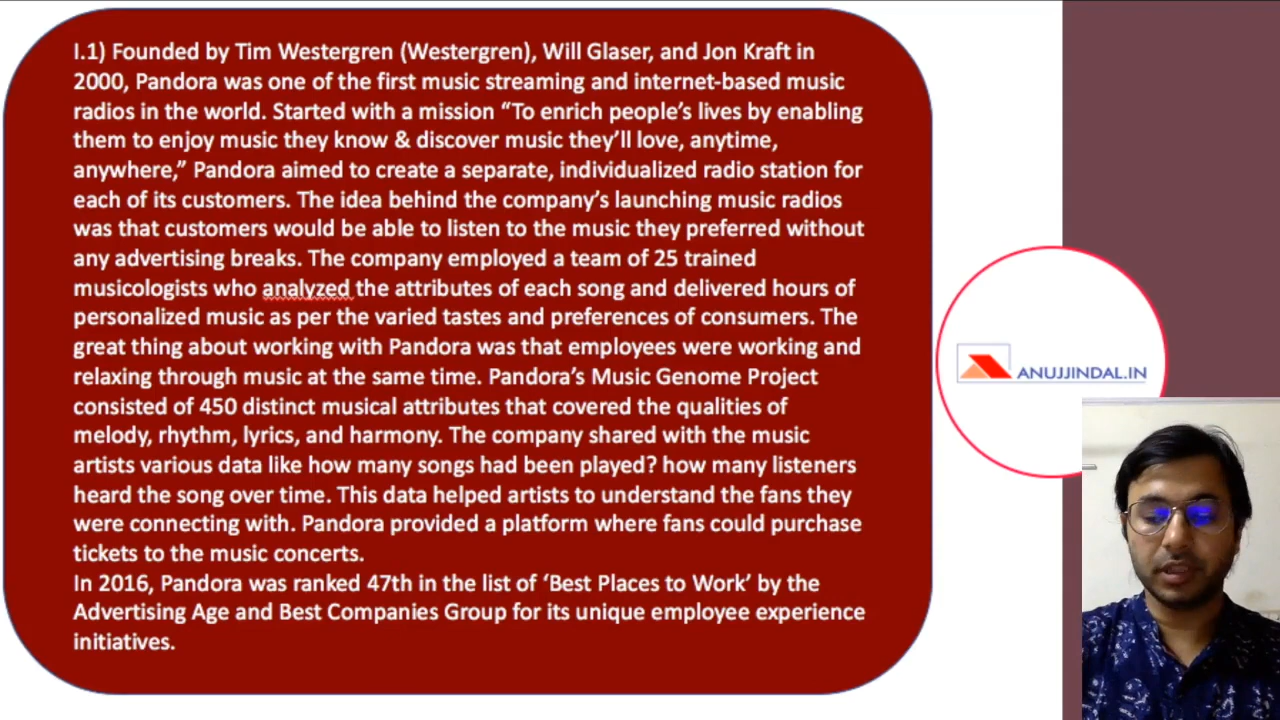 I.1) Founded by Tim Westergren (Westergren), Will Glaser, and Jon Kraft in
2000, Pandora was one of the first music streaming and internet-based music
radios in the world. Started with a mission “To enrich people’s lives by enabling
them to enjoy music they know & discover music they’ll love, anytime,
anywhere,” Pandora aimed to create a separate, individualized radio station for
each of its customers. The idea behind the company’s launching music radios
was that customers would be able to listen to the music they preferred without
any advertising breaks. The company employed a team of 25 trained
musicologists who analyzed the attributes of each song and delivered hours of
personalized music as per the varied tastes and preferences of consumers. The
great thing about working with Pandora was that employees were working and
relaxing through music at the same time. Pandora’s Music Genome Project
consisted of 450 distinct musical attributes that covered the qualities of
melody, rhythm, lyrics, and harmony. The company shared with the music
artists various data like how many songs had been played? how many listeners
heard the song over time. This data helped artists to understand the fans they
were connecting with. Pandora provided a platform where fans could purchase
tickets to the music concerts.
In 2016, Pandora was ranked 47th in the list of ‘Best Places to Work’ by the
Advertising Age and Best Companies Group for its unique employee experience
initiatives.
ANUJJINDAL.IN